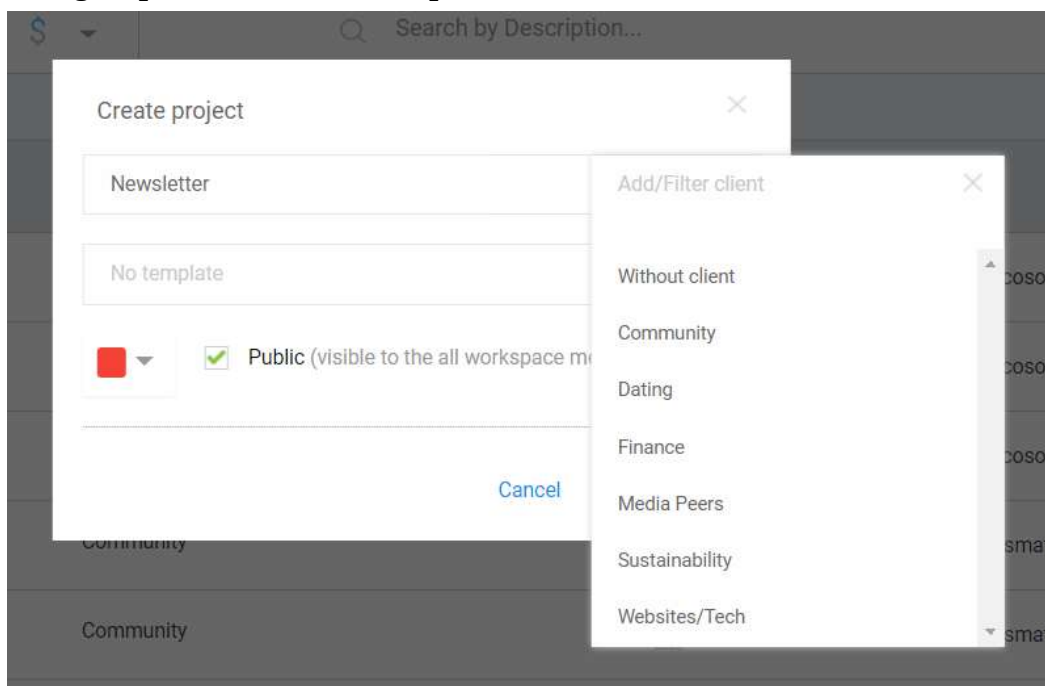 $
Search by Description...
Create project
Newsletter
Add/Filter client
No template
Without client
Community
Public (visible to the all workspace
Dating
Finance
Cancel
Media Peers
Sustainability
Community
Websites/Tech
Community